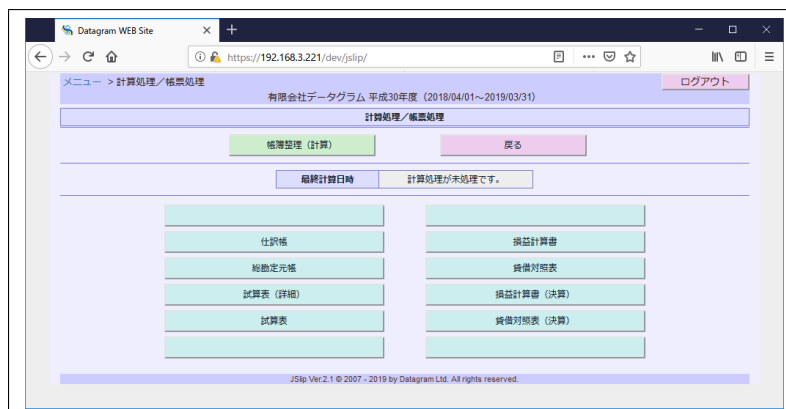 Datagram WEB Site
https://192.168.3.221/dev/jslip/
メニュー > 計算処理／帳票処理
ログアウト
有限会社データグラム 平成30年度（2018/04/01～2019/03/31）
計算処理／帳票処理
帳簿整理（計算）
戻る
最終計算日時
計算処理が未処理です。
仕訳帳
損益計算書
総勘定元帳
貸借対照表
試算表（詳細）
損益計算書（決算）
試算表
貸借対照表（決算）
JSlip Ver.2.1 © 2007 - 2019 by Datagram Ltd. All rights reserved.